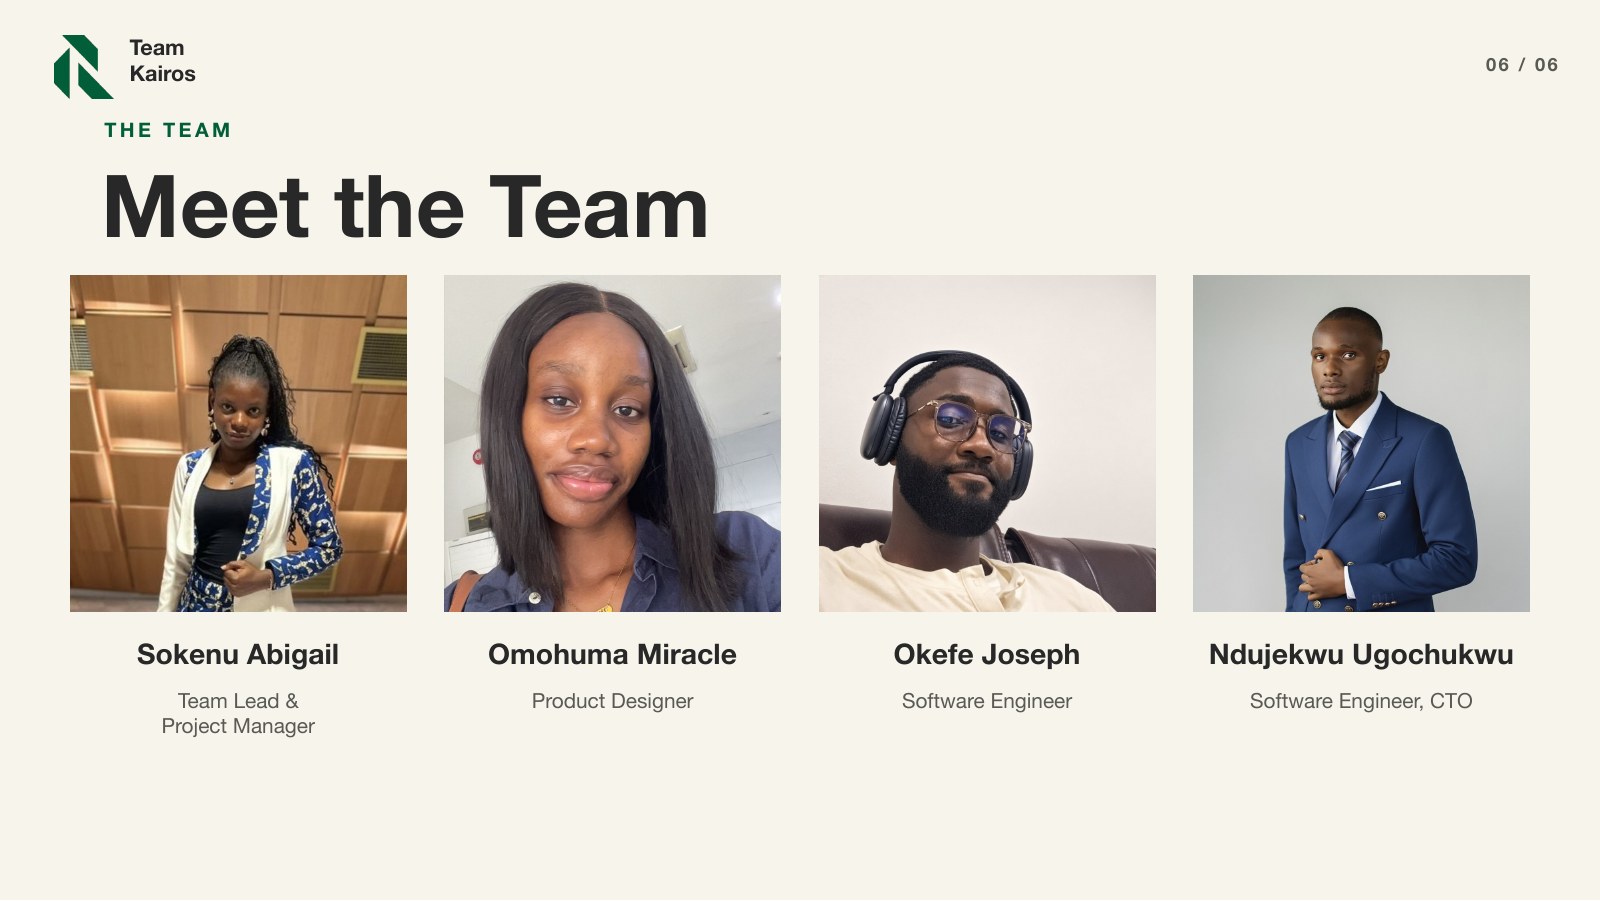 Team
Kairos
06 / 06
THE TEAM
Meet the Team
Sokenu Abigail
Team Lead &
Project Manager
Omohuma Miracle
Product Designer
Okefe Joseph
Software Engineer
Ndujekwu Ugochukwu
Software Engineer, CTO